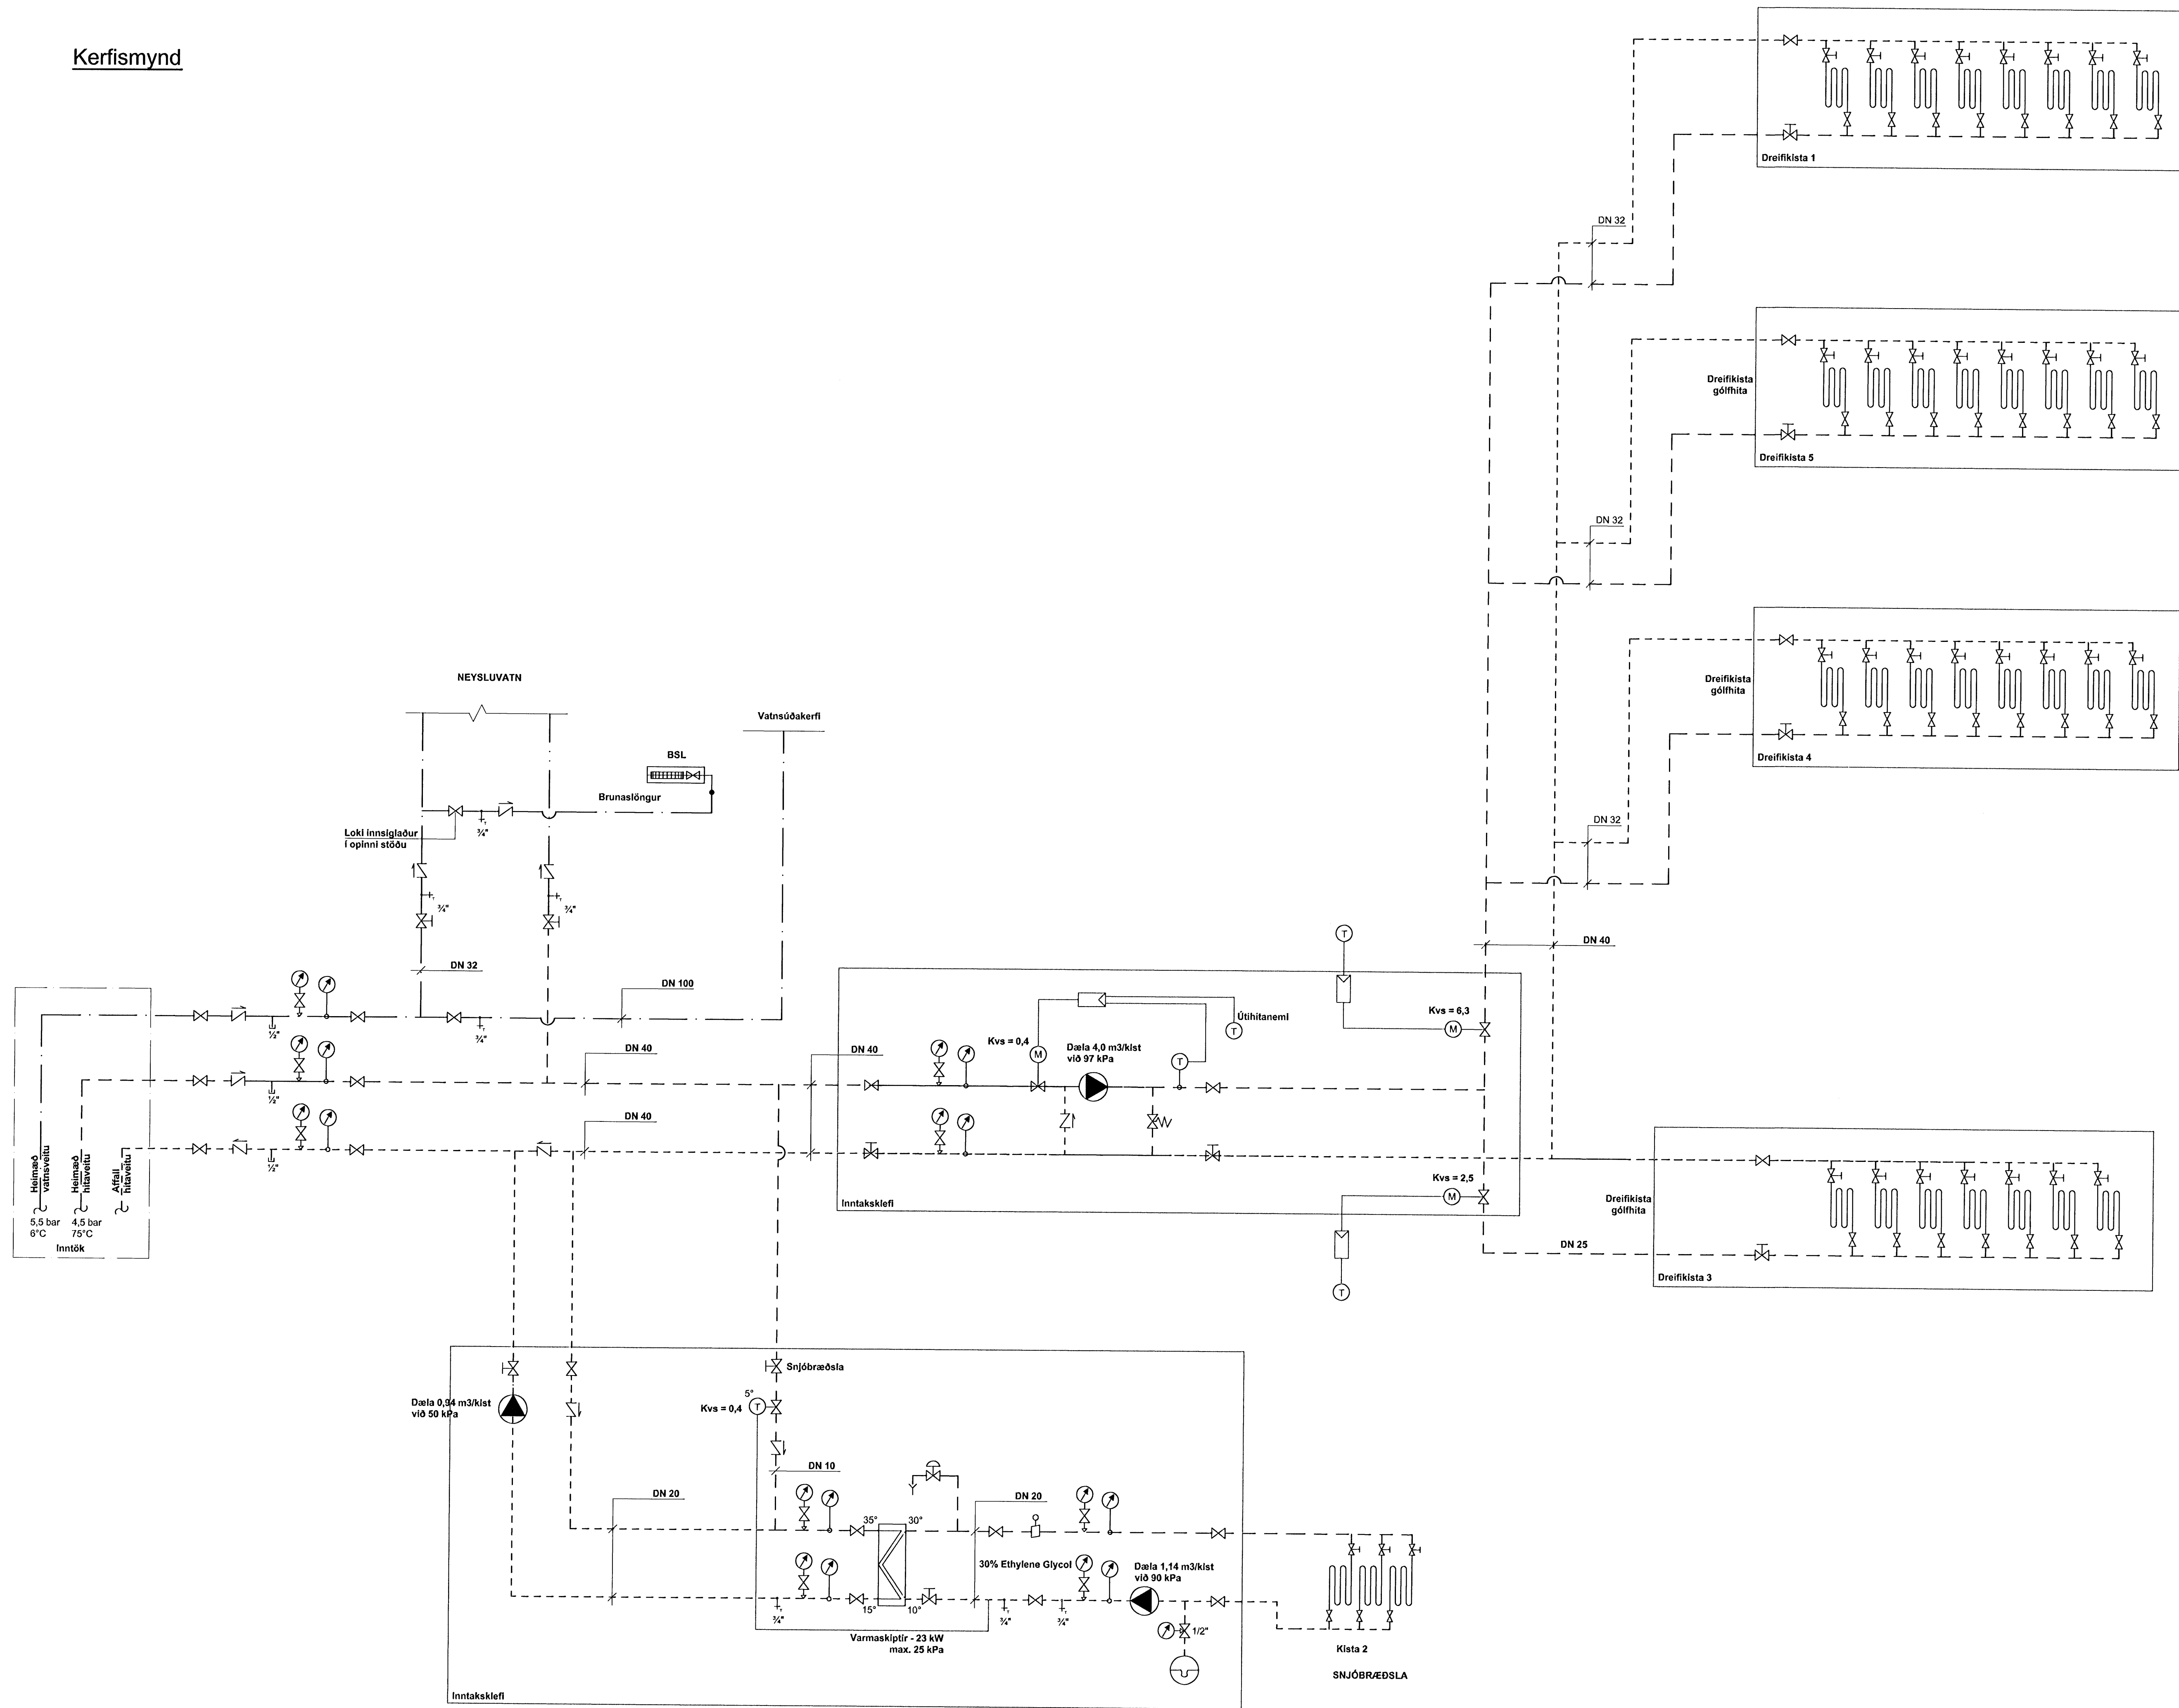 Kerfismynd
Dreifikista 1
DN 32
Dreifikista
gólfhita
Dreifikista 5
DN 32
Dreifikista
gólfhita
Dreifikista 4
DN 32
DN 40
NEYSLUVATN
Vatnsúðakerfi
BSL
Brunaslöngur
Loki innsiglaður
í opinni stöðu
¾"
¾"
¾"
DN 32
DN 100
½"
¾"
DN 40
½"
DN 40
½"
Heimæð
vatnsveitu
Heimæð
hitaveitu
Affall
hitaveitu
5,5 bar
6°C
4,5 bar
75°C
Inntök
DN 40
Kvs = 0,4
M
Dæla 4,0 m3/klst
við 97 kPa
T
Útihitanemi
T
T
Kvs = 6,3
M
Kvs = 2,5
M
T
Inntaksklefi
DN 25
Dreifikista
gólfhita
Dreifikista 3
Dæla 0,94 m3/klst
við 50 kPa
Snjóbræðsla
5°
Kvs = 0,4
T
DN 10
DN 20
DN 20
35°
30°
15°
10°
30% Ethylene Glycol
Dæla 1,14 m3/klst
við 90 kPa
¾"
¾"
¾"
1/2"
Varmaskiptir - 23 kW
max. 25 kPa
Kista 2
SNJÓBRÆÐSLA
Inntaksklefi